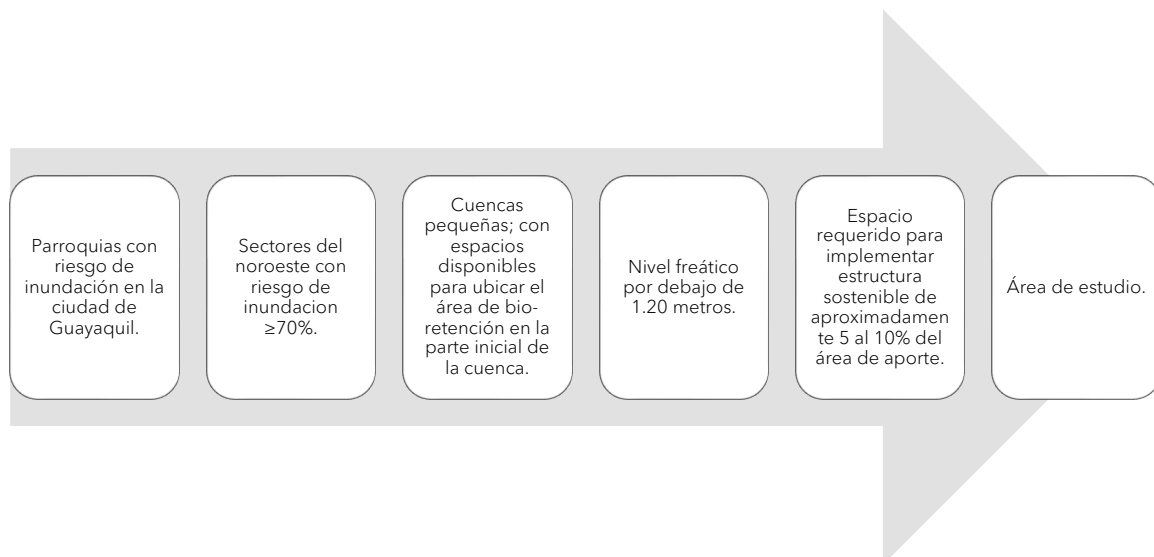 Parroquias con
riesgo de
inundación en la
ciudad de
Guayaquil.
Sectores del
noroeste con
riesgo de
inundacion
≥70%.
Cuencas
pequeñas; con
espacios
disponibles
para ubicar el
área de bio-
retención en la
parte inicial de
la cuenca.
Nivel freático
por debajo de
1.20 metros.
Espacio
requerido para
implementar
estructura
sostenible de
aproximadamen
te 5 al 10% del
área de aporte.
Área de estudio.